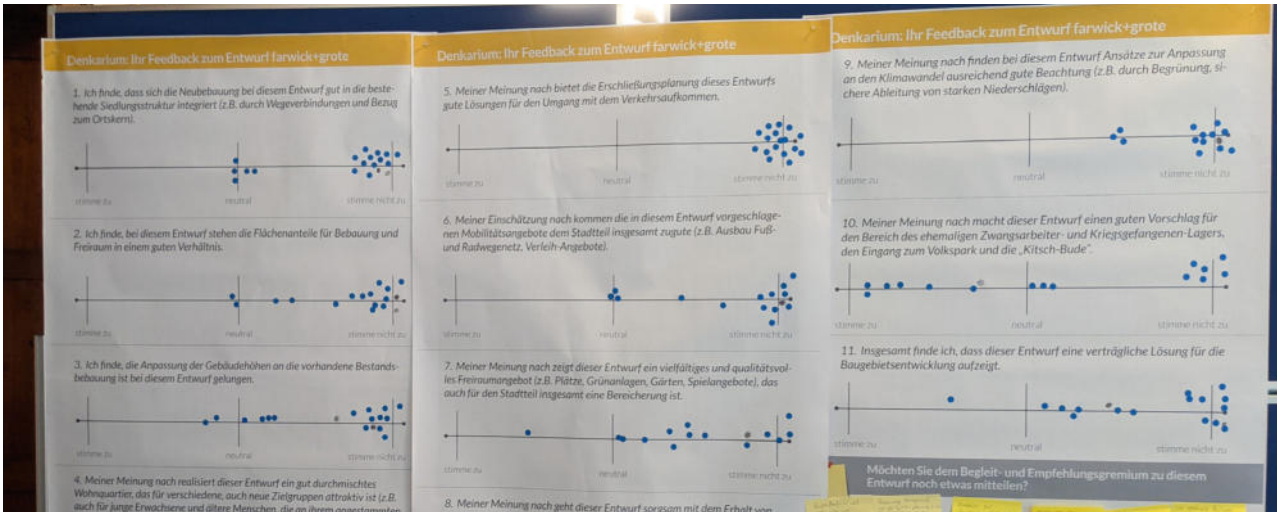 Denkarium: Ihr Feedback zum Entwurf farwick+grote
1. Ich finde, dass sich die Neubebauung bei diesem Entwurf gut in die beste-
hende Siedlungsstruktur integriert (z.B. durch Wegeverbindungen und Bezug
zum Ortskern).
stimme zu neutral stimme nicht zu
2. Ich finde, bei diesem Entwurf stehen die Flächenanteile für Bebauung und
Freiraum in einem guten Verhältnis.
stimme zu neutral stimme nicht zu
3. Ich finde, die Anpassung der Gebäudehöhen an die vorhandene Bestands-
bebauung ist bei diesem Entwurf gelungen.
stimme zu neutral stimme nicht zu
4. Meiner Meinung nach realisiert dieser Entwurf ein gut durchmischtes
Wohnquartier, das für verschiedene, auch neue Zielgruppen attraktiv ist (z.B.
auch für junge Erwachsene und ältere Menschen, die an ihrem angestammten
Denkarium: Ihr Feedback zum Entwurf farwick+grote
5. Meiner Meinung nach bietet die Erschließungsplanung dieses Entwurfs
gute Lösungen für den Umgang mit dem Verkehrsaufkommen.
stimme zu neutral stimme nicht zu
6. Meiner Einschätzung nach kommen die in diesem Entwurf vorgeschlage-
nen Mobilitätsangebote dem Stadtteil insgesamt zugute (z.B. Ausbau Fuß-
und Radwegenetz, Verleih-Angebote).
stimme zu neutral stimme nicht zu
7. Meiner Meinung nach zeigt dieser Entwurf ein vielfältiges und qualitätsvol-
les Freiraumangebot (z.B. Plätze, Grünanlagen, Gärten, Spielangebote), das
auch für den Stadtteil insgesamt eine Bereicherung ist.
stimme zu neutral stimme nicht zu
8. Meiner Meinung nach geht dieser Entwurf sorgsam mit dem Erhalt von
Denkarium: Ihr Feedback zum Entwurf farwick+grote
9. Meiner Meinung nach finden bei diesem Entwurf Ansätze zur Anpassung
an den Klimawandel ausreichend gute Beachtung (z.B. durch Begrünung, si-
chere Ableitung von starken Niederschlägen).
stimme zu neutral stimme nicht zu
10. Meiner Meinung nach macht dieser Entwurf einen guten Vorschlag für
den Bereich des ehemaligen Zwangsarbeiter- und Kriegsgefangenen-Lagers,
den Eingang zum Volkspark und die „Kitsch-Bude“.
stimme zu neutral stimme nicht zu
11. Insgesamt finde ich, dass dieser Entwurf eine verträgliche Lösung für die
Baugebietsentwicklung aufzeigt.
stimme zu neutral stimme nicht zu
Möchten Sie dem Begleit- und Empfehlungsgremium zu diesem
Entwurf noch etwas mitteilen?